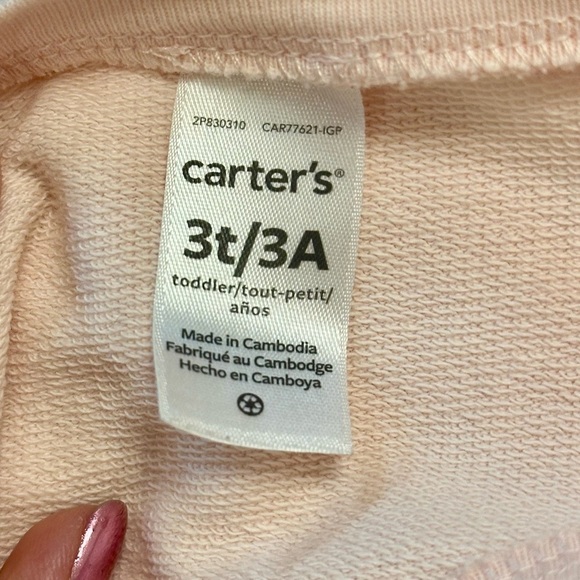 2P830310 CAR77621-IGP
carter's®
3t/3A
toddler/tout-petit/
años
Made in Cambodia
Fabriqué au Cambodge
Hecho en Camboya